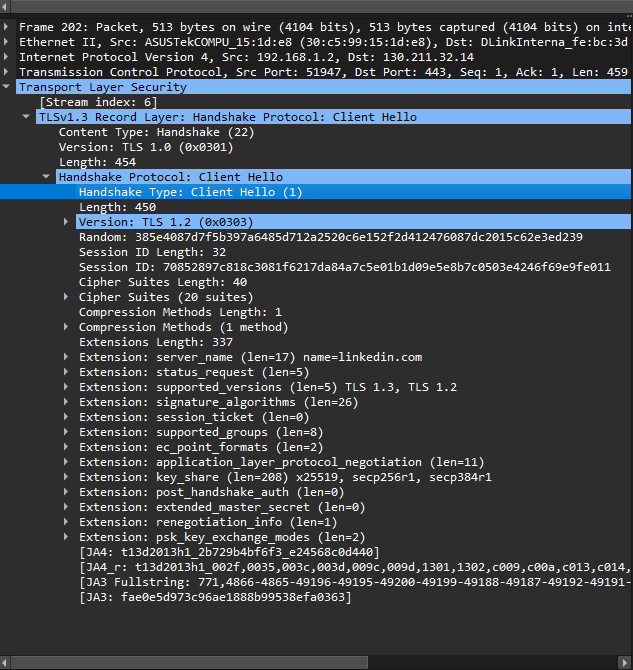 Frame 202: Packet, 513 bytes on wire (4104 bits), 513 bytes captured (4104 bits) on inte
Ethernet II, Src: ASUSTekCOMPU_15:1d:e8 (30:c5:99:15:1d:e8), Dst: DLinkInterna_fe:bc:3d
Internet Protocol Version 4, Src: 192.168.1.2, Dst: 130.211.32.14
Transmission Control Protocol, Src Port: 51947, Dst Port: 443, Seq: 1, Ack: 1, Len: 459
Transport Layer Security
[Stream index: 6]
TLSv1.3 Record Layer: Handshake Protocol: Client Hello
Content Type: Handshake (22)
Version: TLS 1.0 (0x0301)
Length: 454
Handshake Protocol: Client Hello
Handshake Type: Client Hello (1)
Length: 450
Version: TLS 1.2 (0x0303)
Random: 385e4087d7f5b397a6485d712a2520c6e152f2d412476087dc2015c62e3ed239
Session ID Length: 32
Session ID: 70852897c818c3081f6217da84a7c5e01b1d09e5e8b7c0503e4246f69e9fe011
Cipher Suites Length: 40
Cipher Suites (20 suites)
Compression Methods Length: 1
Compression Methods (1 method)
Extensions Length: 337
Extension: server_name (len=17) name=linkedin.com
Extension: status_request (len=5)
Extension: supported_versions (len=5) TLS 1.3, TLS 1.2
Extension: signature_algorithms (len=26)
Extension: session_ticket (len=0)
Extension: supported_groups (len=8)
Extension: ec_point_formats (len=2)
Extension: application_layer_protocol_negotiation (len=11)
Extension: key_share (len=208) x25519, secp256r1, secp384r1
Extension: post_handshake_auth (len=0)
Extension: extended_master_secret (len=0)
Extension: renegotiation_info (len=1)
Extension: psk_key_exchange_modes (len=2)
[JA4: t13d2013h1_2b729b4bf6f3_e24568c0d440]
[JA4_r: t13d2013h1_002f,0035,003c,003d,009c,009d,1301,1302,c009,c00a,c013,c014,
[JA3 Fullstring: 771,4866-4865-49196-49195-49200-49199-49188-49187-49192-49191-
[JA3: fae0e5d973c96ae1888b99538efa0363]